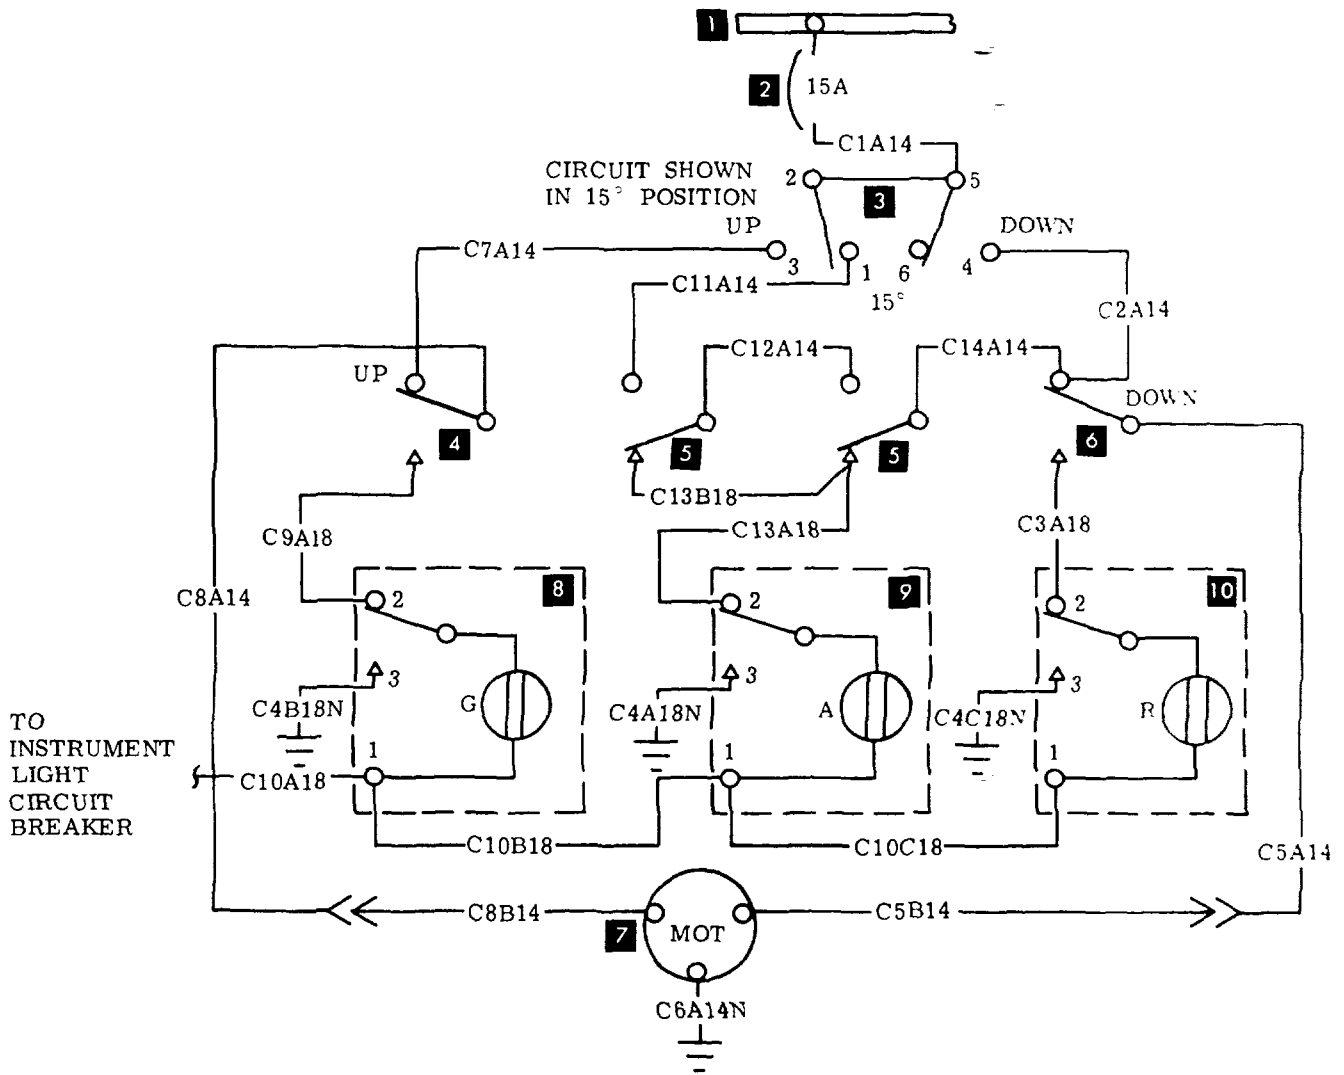 1
2
15A
C1A14
CIRCUIT SHOWN
IN 15° POSITION
2
3
5
UP
DOWN
C7A14
3
1
6
4
C11A14
15°
C2A14
C12A14
C14A14
UP
DOWN
4
5
5
6
C13B18
C9A18
C13A18
C3A18
C8A14
2
8
2
9
2
10
3
3
3
C4B18N
G
C4A18N
A
C4C18N
R
TO
INSTRUMENT
LIGHT
CIRCUIT
BREAKER
C10A18
1
1
1
C10B18
C10C18
C5A14
C8B14
C5B14
7
MOT
C6A14N